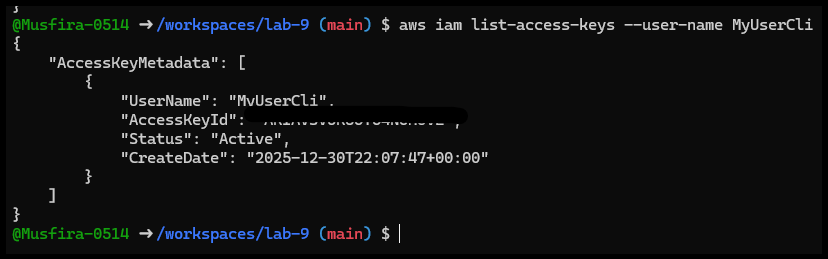 }
@Musfira-0514 ➜ /workspaces/lab-9 (main) $ aws iam list-access-keys --user-name MyUserCli
{
    "AccessKeyMetadata": [
        {
            "UserName": "MyUserCli",
            "AccessKeyId":
            "Status": "Active",
            "CreateDate": "2025-12-30T22:07:47+00:00"
        }
    ]
}
@Musfira-0514 ➜ /workspaces/lab-9 (main) $